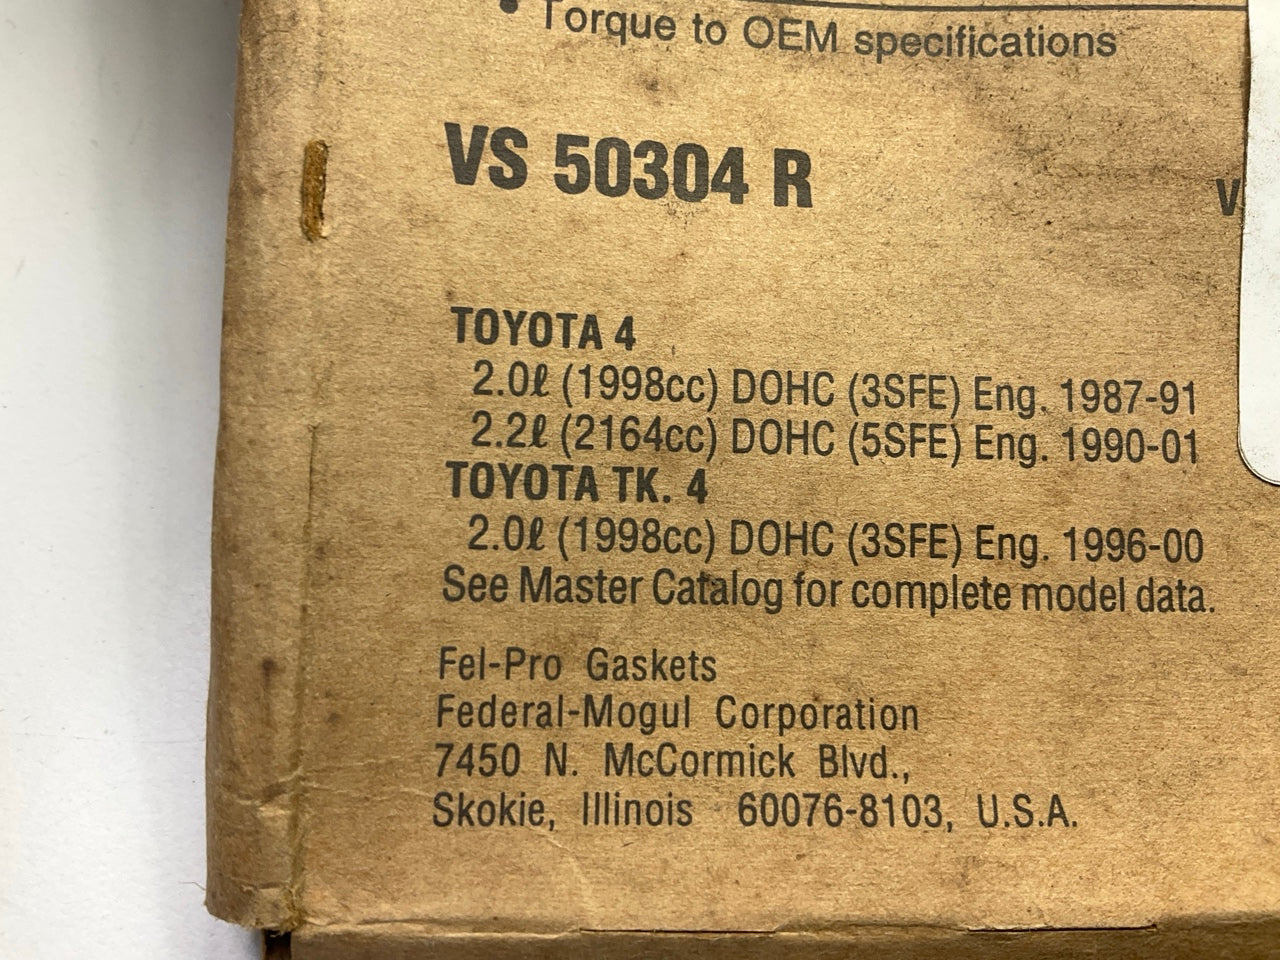 • Torque to OEM specifications
VS 50304 R
V
TOYOTA 4
2.0ℓ (1998cc) DOHC (3SFE) Eng. 1987-91
2.2ℓ (2164cc) DOHC (5SFE) Eng. 1990-01
TOYOTA TK. 4
2.0ℓ (1998cc) DOHC (3SFE) Eng. 1996-00
See Master Catalog for complete model data.
Fel-Pro Gaskets
Federal-Mogul Corporation
7450 N. McCormick Blvd.,
Skokie, Illinois 60076-8103, U.S.A.